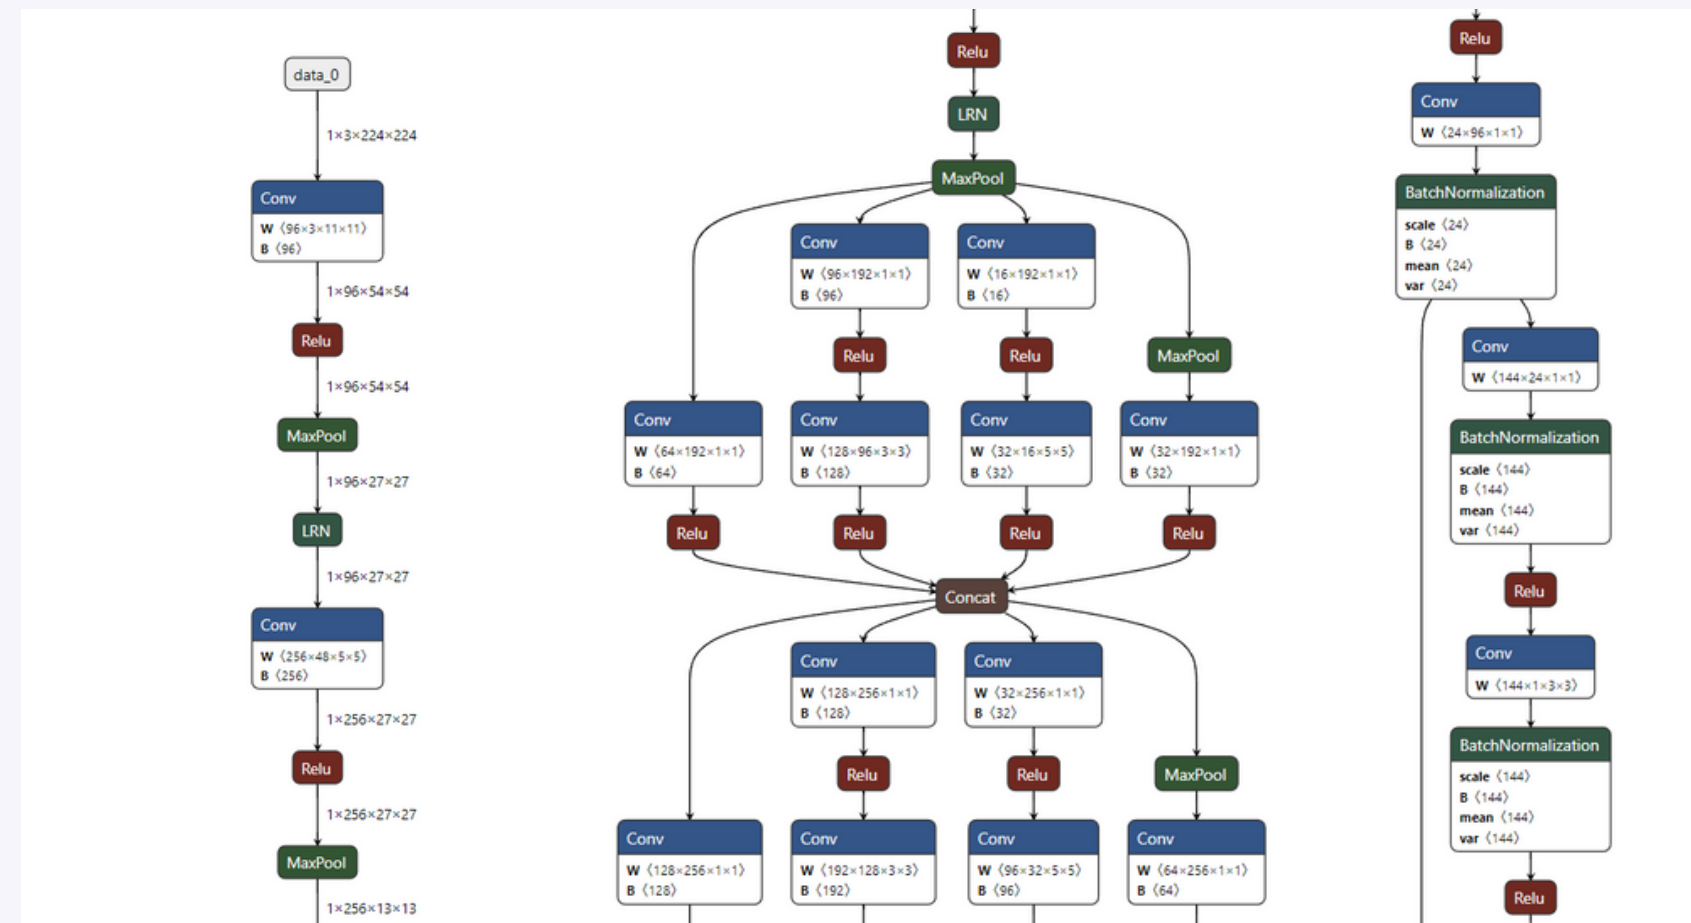 data_0
1×3×224×224
Conv
W ⟨96×3×11×11⟩
B ⟨96⟩
1×96×54×54
Relu
1×96×54×54
MaxPool
1×96×27×27
LRN
1×96×27×27
Conv
W ⟨256×48×5×5⟩
B ⟨256⟩
1×256×27×27
Relu
1×256×27×27
MaxPool
1×256×13×13
Relu
LRN
MaxPool
Conv
W ⟨96×192×1×1⟩
B ⟨96⟩
Conv
W ⟨16×192×1×1⟩
B ⟨16⟩
Relu
Relu
MaxPool
Conv
W ⟨64×192×1×1⟩
B ⟨64⟩
Conv
W ⟨128×96×3×3⟩
B ⟨128⟩
Conv
W ⟨32×16×5×5⟩
B ⟨32⟩
Conv
W ⟨32×192×1×1⟩
B ⟨32⟩
Relu
Relu
Relu
Relu
Concat
Conv
W ⟨128×256×1×1⟩
B ⟨128⟩
Conv
W ⟨32×256×1×1⟩
B ⟨32⟩
Relu
Relu
MaxPool
Conv
W ⟨128×256×1×1⟩
B ⟨128⟩
Conv
W ⟨192×128×3×3⟩
B ⟨192⟩
Conv
W ⟨96×32×5×5⟩
B ⟨96⟩
Conv
W ⟨64×256×1×1⟩
B ⟨64⟩
Relu
Conv
W ⟨24×96×1×1⟩
BatchNormalization
scale ⟨24⟩
B ⟨24⟩
mean ⟨24⟩
var ⟨24⟩
Conv
W ⟨144×24×1×1⟩
BatchNormalization
scale ⟨144⟩
B ⟨144⟩
mean ⟨144⟩
var ⟨144⟩
Relu
Conv
W ⟨144×1×3×3⟩
BatchNormalization
scale ⟨144⟩
B ⟨144⟩
mean ⟨144⟩
var ⟨144⟩
Relu